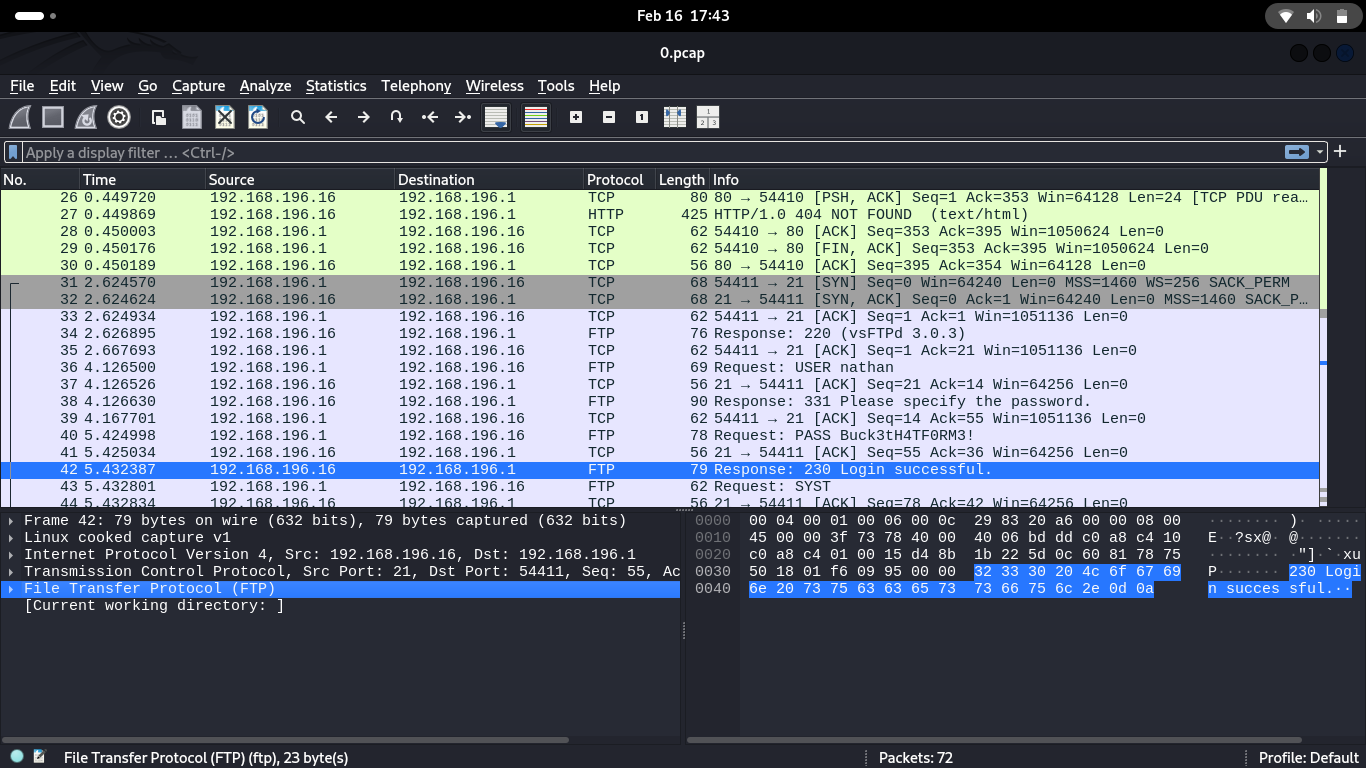 Feb 16 17:43
0.pcap
File Edit View Go Capture Analyze Statistics Telephony Wireless Tools Help
Apply a display filter … <Ctrl-/>
No. Time Source Destination Protocol Length Info
26 0.449720 192.168.196.16 192.168.196.1 TCP 80 80 → 54410 [PSH, ACK] Seq=1 Ack=353 Win=64128 Len=24 [TCP PDU rea…
27 0.449869 192.168.196.16 192.168.196.1 HTTP 425 HTTP/1.0 404 NOT FOUND (text/html)
28 0.450003 192.168.196.1 192.168.196.16 TCP 62 54410 → 80 [ACK] Seq=353 Ack=395 Win=1050624 Len=0
29 0.450176 192.168.196.1 192.168.196.16 TCP 62 54410 → 80 [FIN, ACK] Seq=353 Ack=395 Win=1050624 Len=0
30 0.450189 192.168.196.16 192.168.196.1 TCP 56 80 → 54410 [ACK] Seq=395 Ack=354 Win=64128 Len=0
31 2.624570 192.168.196.1 192.168.196.16 TCP 68 54411 → 21 [SYN] Seq=0 Win=64240 Len=0 MSS=1460 WS=256 SACK_PERM
32 2.624624 192.168.196.16 192.168.196.1 TCP 68 21 → 54411 [SYN, ACK] Seq=0 Ack=1 Win=64240 Len=0 MSS=1460 SACK_P…
33 2.624934 192.168.196.1 192.168.196.16 TCP 62 54411 → 21 [ACK] Seq=1 Ack=1 Win=1051136 Len=0
34 2.626895 192.168.196.16 192.168.196.1 FTP 76 Response: 220 (vsFTPd 3.0.3)
35 2.667693 192.168.196.1 192.168.196.16 TCP 62 54411 → 21 [ACK] Seq=1 Ack=21 Win=1051136 Len=0
36 4.126500 192.168.196.1 192.168.196.16 FTP 69 Request: USER nathan
37 4.126526 192.168.196.16 192.168.196.1 TCP 56 21 → 54411 [ACK] Seq=21 Ack=14 Win=64256 Len=0
38 4.126630 192.168.196.16 192.168.196.1 FTP 90 Response: 331 Please specify the password.
39 4.167701 192.168.196.1 192.168.196.16 TCP 62 54411 → 21 [ACK] Seq=14 Ack=55 Win=1051136 Len=0
40 5.424998 192.168.196.1 192.168.196.16 FTP 78 Request: PASS Buck3tH4TF0RM3!
41 5.425034 192.168.196.16 192.168.196.1 TCP 56 21 → 54411 [ACK] Seq=55 Ack=36 Win=64256 Len=0
42 5.432387 192.168.196.16 192.168.196.1 FTP 79 Response: 230 Login successful.
43 5.432801 192.168.196.1 192.168.196.16 FTP 62 Request: SYST
44 5.432834 192.168.196.16 192.168.196.1 TCP 56 21 → 54411 [ACK] Seq=78 Ack=42 Win=64256 Len=0
Frame 42: 79 bytes on wire (632 bits), 79 bytes captured (632 bits)
Linux cooked capture v1
Internet Protocol Version 4, Src: 192.168.196.16, Dst: 192.168.196.1
Transmission Control Protocol, Src Port: 21, Dst Port: 54411, Seq: 55, Ac
File Transfer Protocol (FTP)
[Current working directory: ]
0000 00 04 00 01 00 06 00 0c 29 83 20 a6 00 00 08 00 ········ )· ·····
0010 45 00 00 3f 73 78 40 00 40 06 bd dd c0 a8 c4 10 E··?sx@· @·······
0020 c0 a8 c4 01 00 15 d4 8b 1b 22 5d 0c 60 81 78 75 ········ ·"]·`·xu
0030 50 18 01 f6 09 95 00 00 32 33 30 20 4c 6f 67 69 P······· 230 Logi
0040 6e 20 73 75 63 63 65 73 73 66 75 6c 2e 0d 0a n succes sful.··
File Transfer Protocol (FTP) (ftp), 23 byte(s)
Packets: 72
Profile: Default